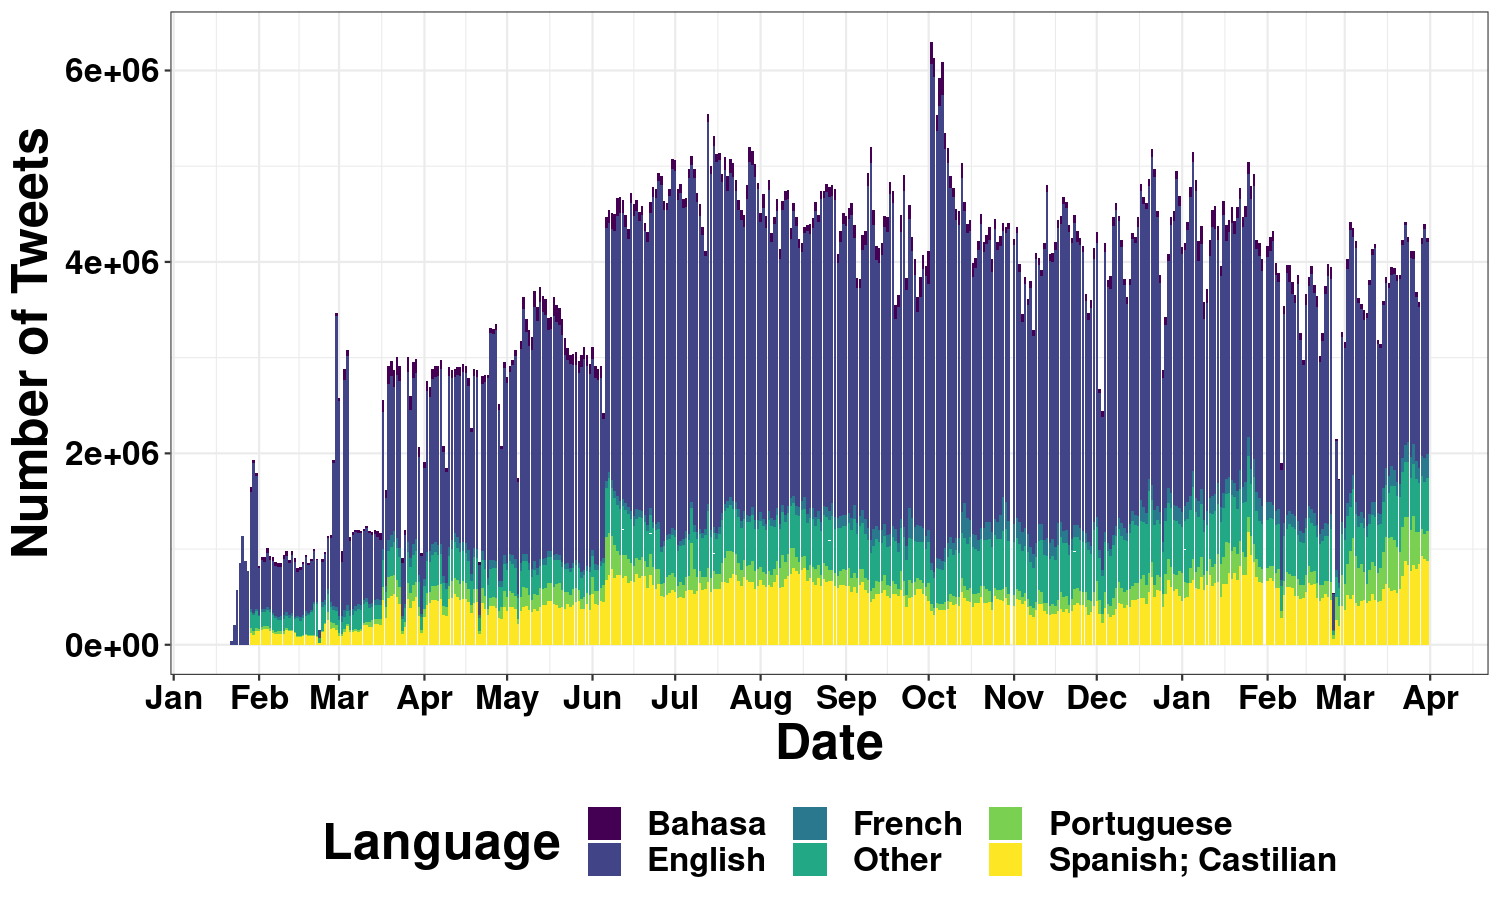 Number of Tweets
6e+06
4e+06
2e+06
0e+00
Jan Feb Mar Apr May Jun Jul Aug Sep Oct Nov Dec Jan Feb Mar Apr
Date
Language
Bahasa French Portuguese
English Other Spanish; Castilian